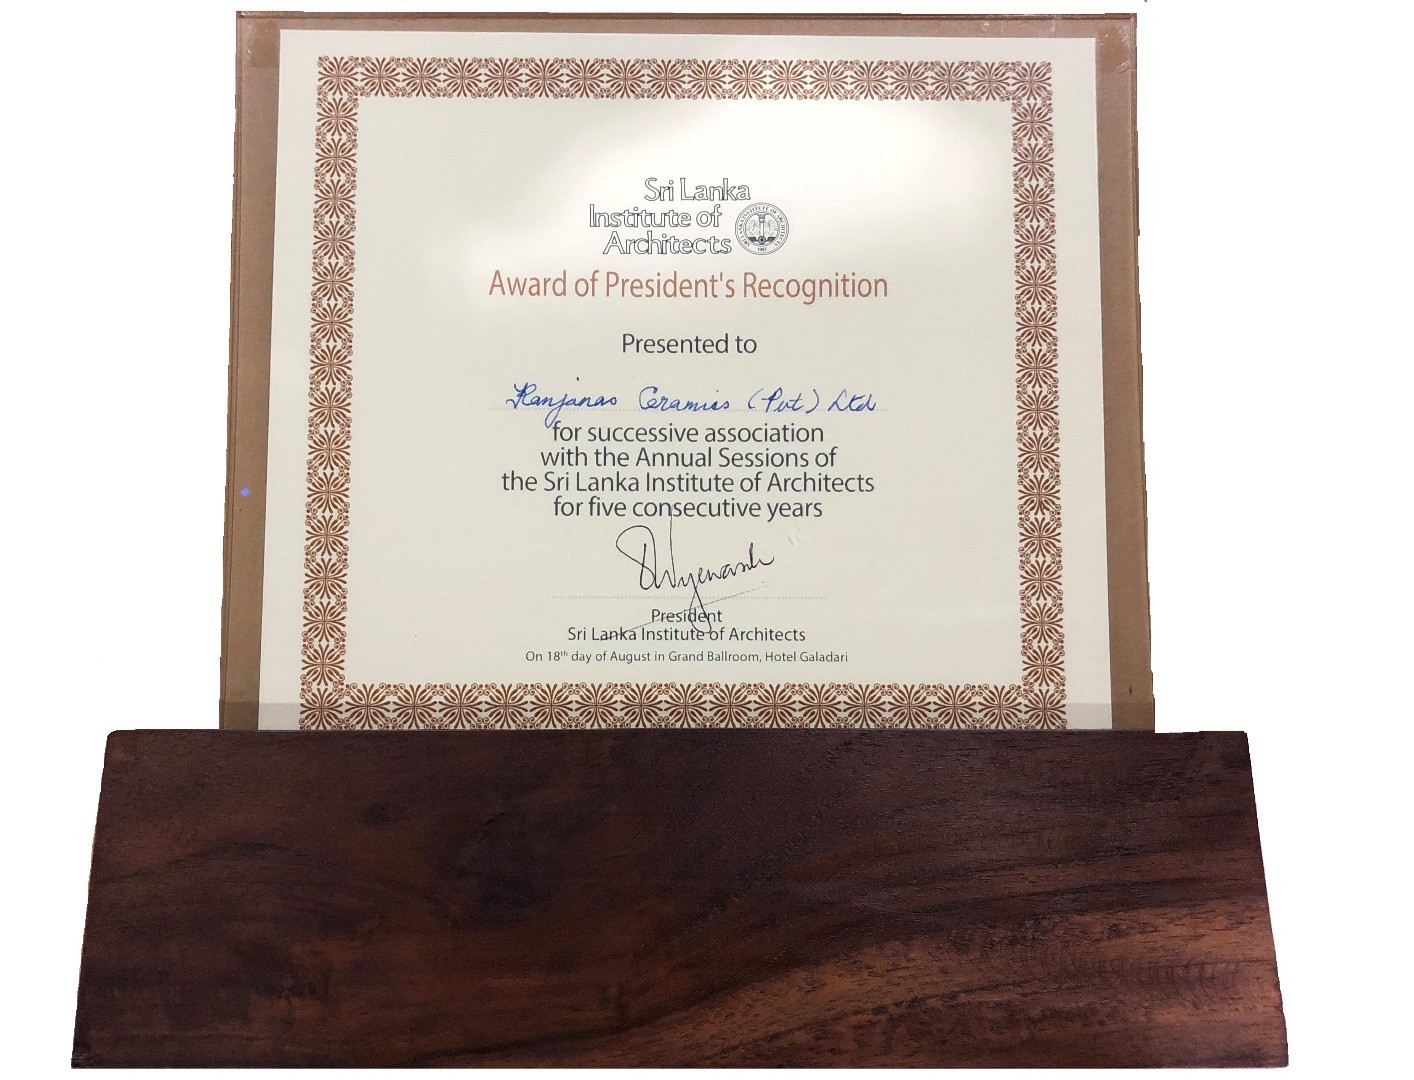 Sri Lanka
Institute of
Architects
Award of President's Recognition
Presented to
Ranjanas Ceramics (Pvt) Ltd
for successive association
with the Annual Sessions of
the Sri Lanka Institute of Architects
for five consecutive years
President
Sri Lanka Institute of Architects
On 18th day of August in Grand Ballroom, Hotel Galadari